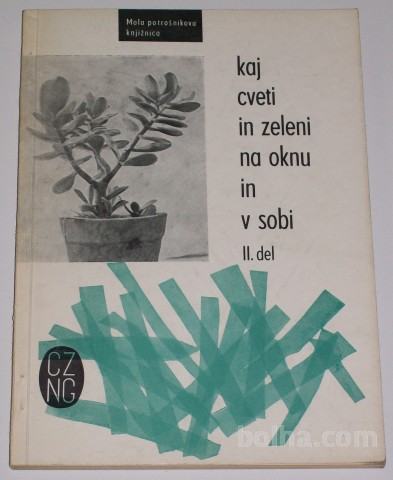 Mala potrošnikova
knjižnica
kaj
cveti
in zeleni
na oknu
in
v sobi
II. del
CZ
NG
bolha.com